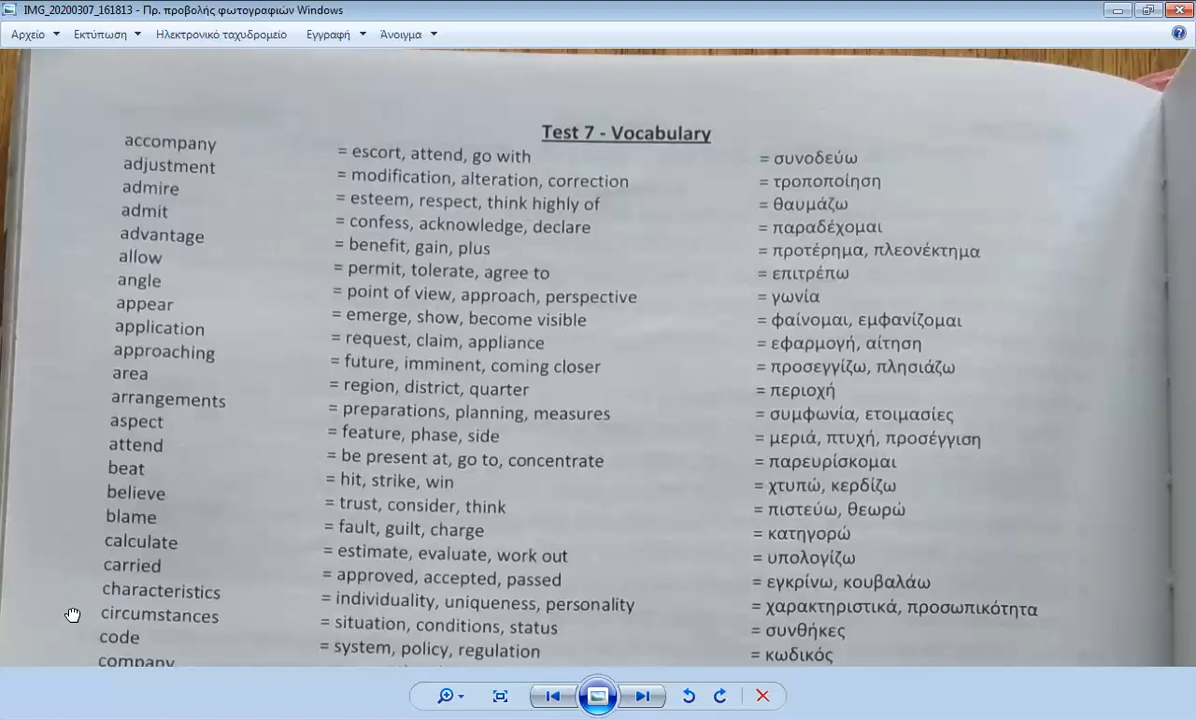 IMG_20200307_161813 - Πρ. προβολής φωτογραφιών Windows
Αρχείο Εκτύπωση Ηλεκτρονικό ταχυδρομείο Εγγραφή Άνοιγμα
Test 7 - Vocabulary
accompany = escort, attend, go with = συνοδεύω
adjustment = modification, alteration, correction = τροποποίηση
admire = esteem, respect, think highly of = θαυμάζω
admit = confess, acknowledge, declare = παραδέχομαι
advantage = benefit, gain, plus = προτέρημα, πλεονέκτημα
allow = permit, tolerate, agree to = επιτρέπω
angle = point of view, approach, perspective = γωνία
appear = emerge, show, become visible = φαίνομαι, εμφανίζομαι
application = request, claim, appliance = εφαρμογή, αίτηση
approaching = future, imminent, coming closer = προσεγγίζω, πλησιάζω
area = region, district, quarter = περιοχή
arrangements = preparations, planning, measures = συμφωνία, ετοιμασίες
aspect = feature, phase, side = μεριά, πτυχή, προσέγγιση
attend = be present at, go to, concentrate = παρευρίσκομαι
beat = hit, strike, win = χτυπώ, κερδίζω
believe = trust, consider, think = πιστεύω, θεωρώ
blame = fault, guilt, charge = κατηγορώ
calculate = estimate, evaluate, work out = υπολογίζω
carried = approved, accepted, passed = εγκρίνω, κουβαλάω
characteristics = individuality, uniqueness, personality = χαρακτηριστικά, προσωπικότητα
circumstances = situation, conditions, status = συνθήκες
code = system, policy, regulation = κωδικός
company